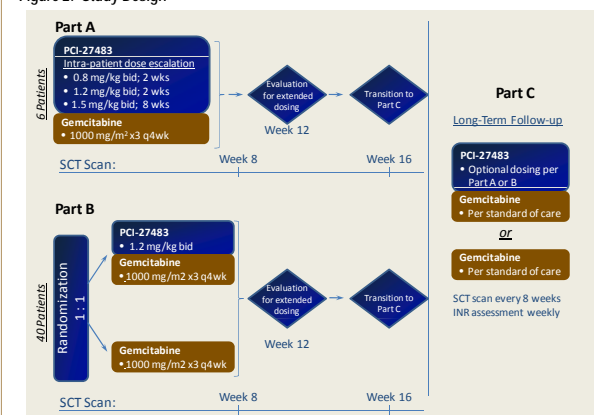 Figure 2. Study Design
Part A
6 Patients
PCI-27483
Intra-patient dose escalation
• 0.8 mg/kg bid; 2 wks
• 1.2 mg/kg bid; 2 wks
• 1.5 mg/kg bid; 8 wks
Gemcitabine
• 1000 mg/m² x3 q4wk
Evaluation
for extended
dosing
Transition to
Part C
Week 12
SCT Scan:
Week 8
Week 16
Part B
40 Patients
Randomization
1 : 1
PCI-27483
• 1.2 mg/kg bid
Gemcitabine
• 1000 mg/m2 x3 q4wk
Gemcitabine
• 1000 mg/m2 x3 q4wk
Evaluation
for extended
dosing
Transition to
Part C
Week 12
SCT Scan:
Week 8
Week 16
Part C
Long-Term Follow-up
PCI-27483
• Optional dosing per
Part A or B
Gemcitabine
• Per standard of care
or
Gemcitabine
• Per standard of care
SCT scan every 8 weeks
INR assessment weekly